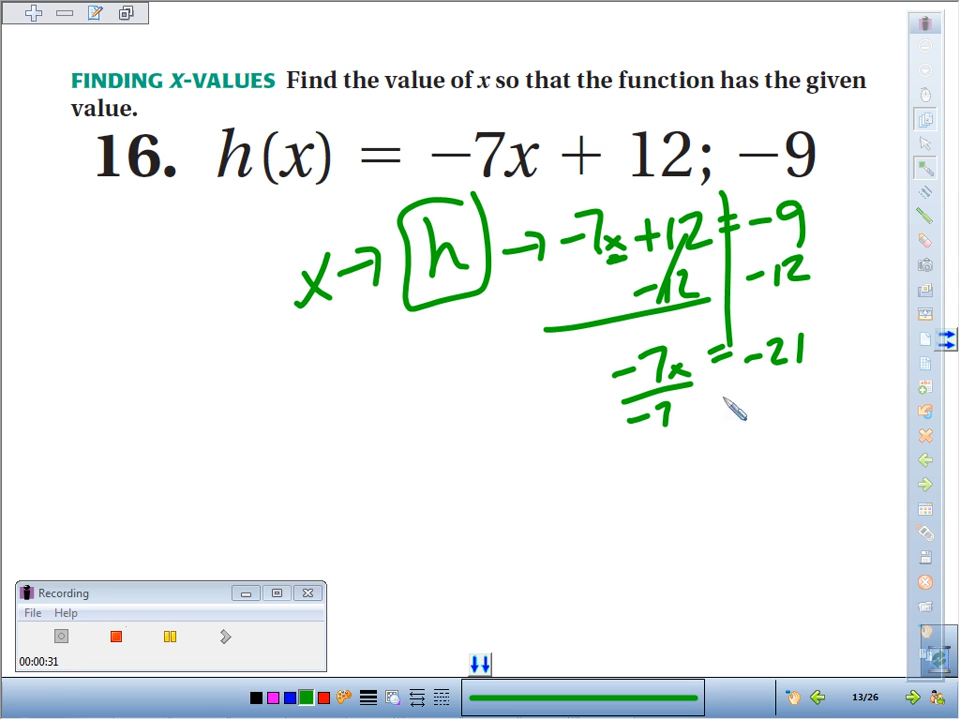 FINDING X-VALUES Find the value of x so that the function has the given
value.
16. h(x) = −7x + 12; −9
x → h → -7x +12 = -9
-12 -12
-7x = -21
-7
Recording
File Help
00:00:31
13/26